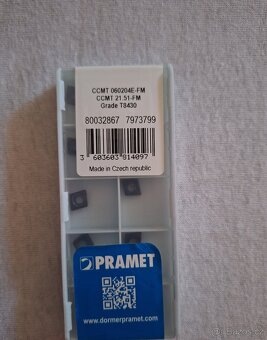 CCMT 060204E-FM
CCMT 21.51-FM
Grade T8430
80032867 7973799
3 603603 814097
Made in Czech republic
PRAMET
www.dormerpramet.com